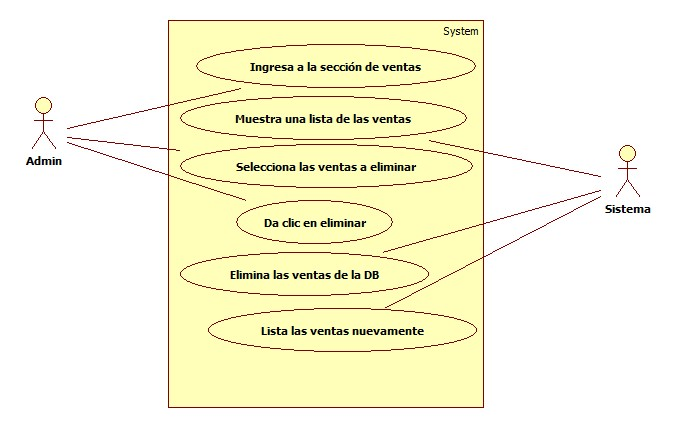 System
Ingresa a la sección de ventas
Muestra una lista de las ventas
Admin
Selecciona las ventas a eliminar
Sistema
Da clic en eliminar
Elimina las ventas de la DB
Lista las ventas nuevamente